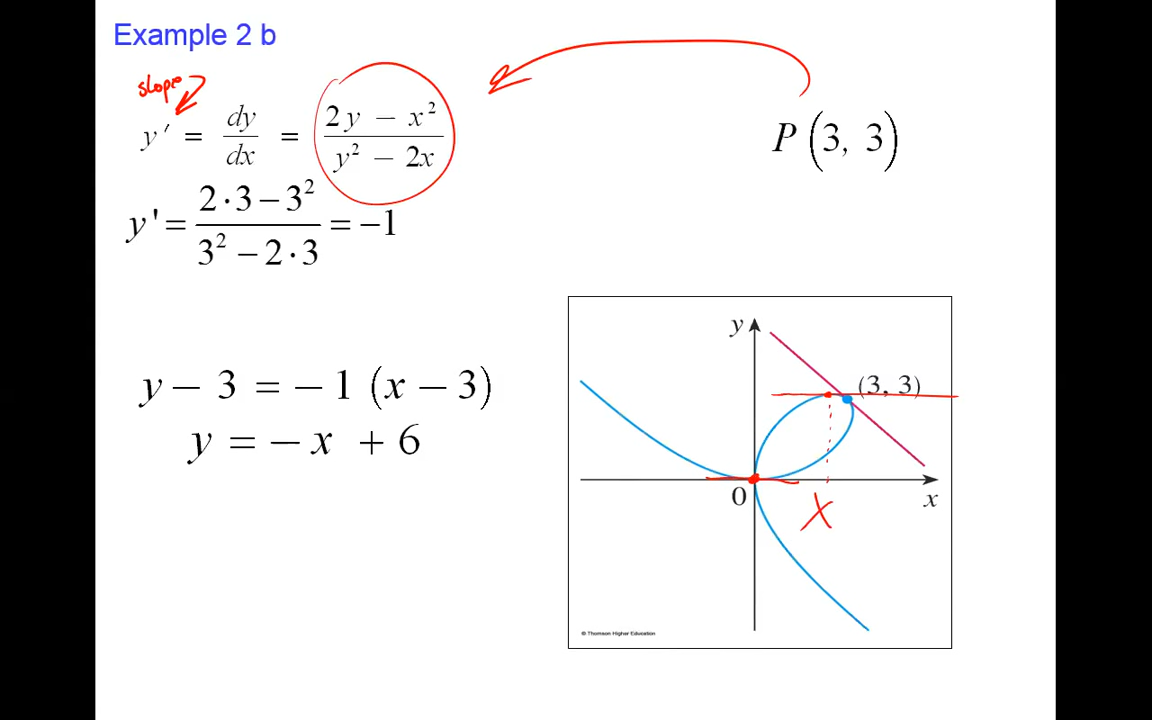 Example 2 b
slope
y' = dy/dx = (2y − x²)/(y² − 2x)
P (3, 3)
y' = (2·3 − 3²)/(3² − 2·3) = −1
y − 3 = − 1 (x − 3)
y = − x + 6
y
(3, 3)
0
x
X
© Thomson Higher Education